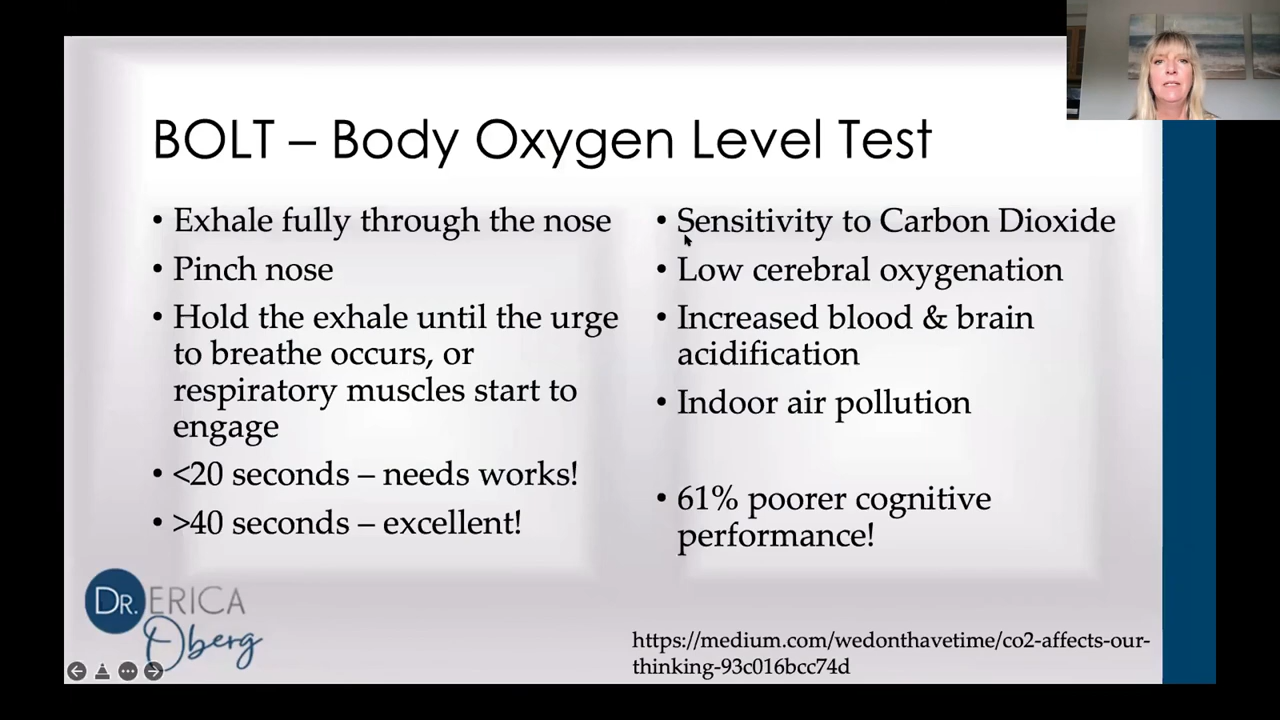 BOLT – Body Oxygen Level Test
• Exhale fully through the nose
• Pinch nose
• Hold the exhale until the urge
to breathe occurs, or
respiratory muscles start to
engage
• <20 seconds – needs works!
• >40 seconds – excellent!
• Sensitivity to Carbon Dioxide
• Low cerebral oxygenation
• Increased blood & brain
acidification
• Indoor air pollution
• 61% poorer cognitive
performance!
DR. ERICA
Oberg
https://medium.com/wedonthavetime/co2-affects-our-
thinking-93c016bcc74d